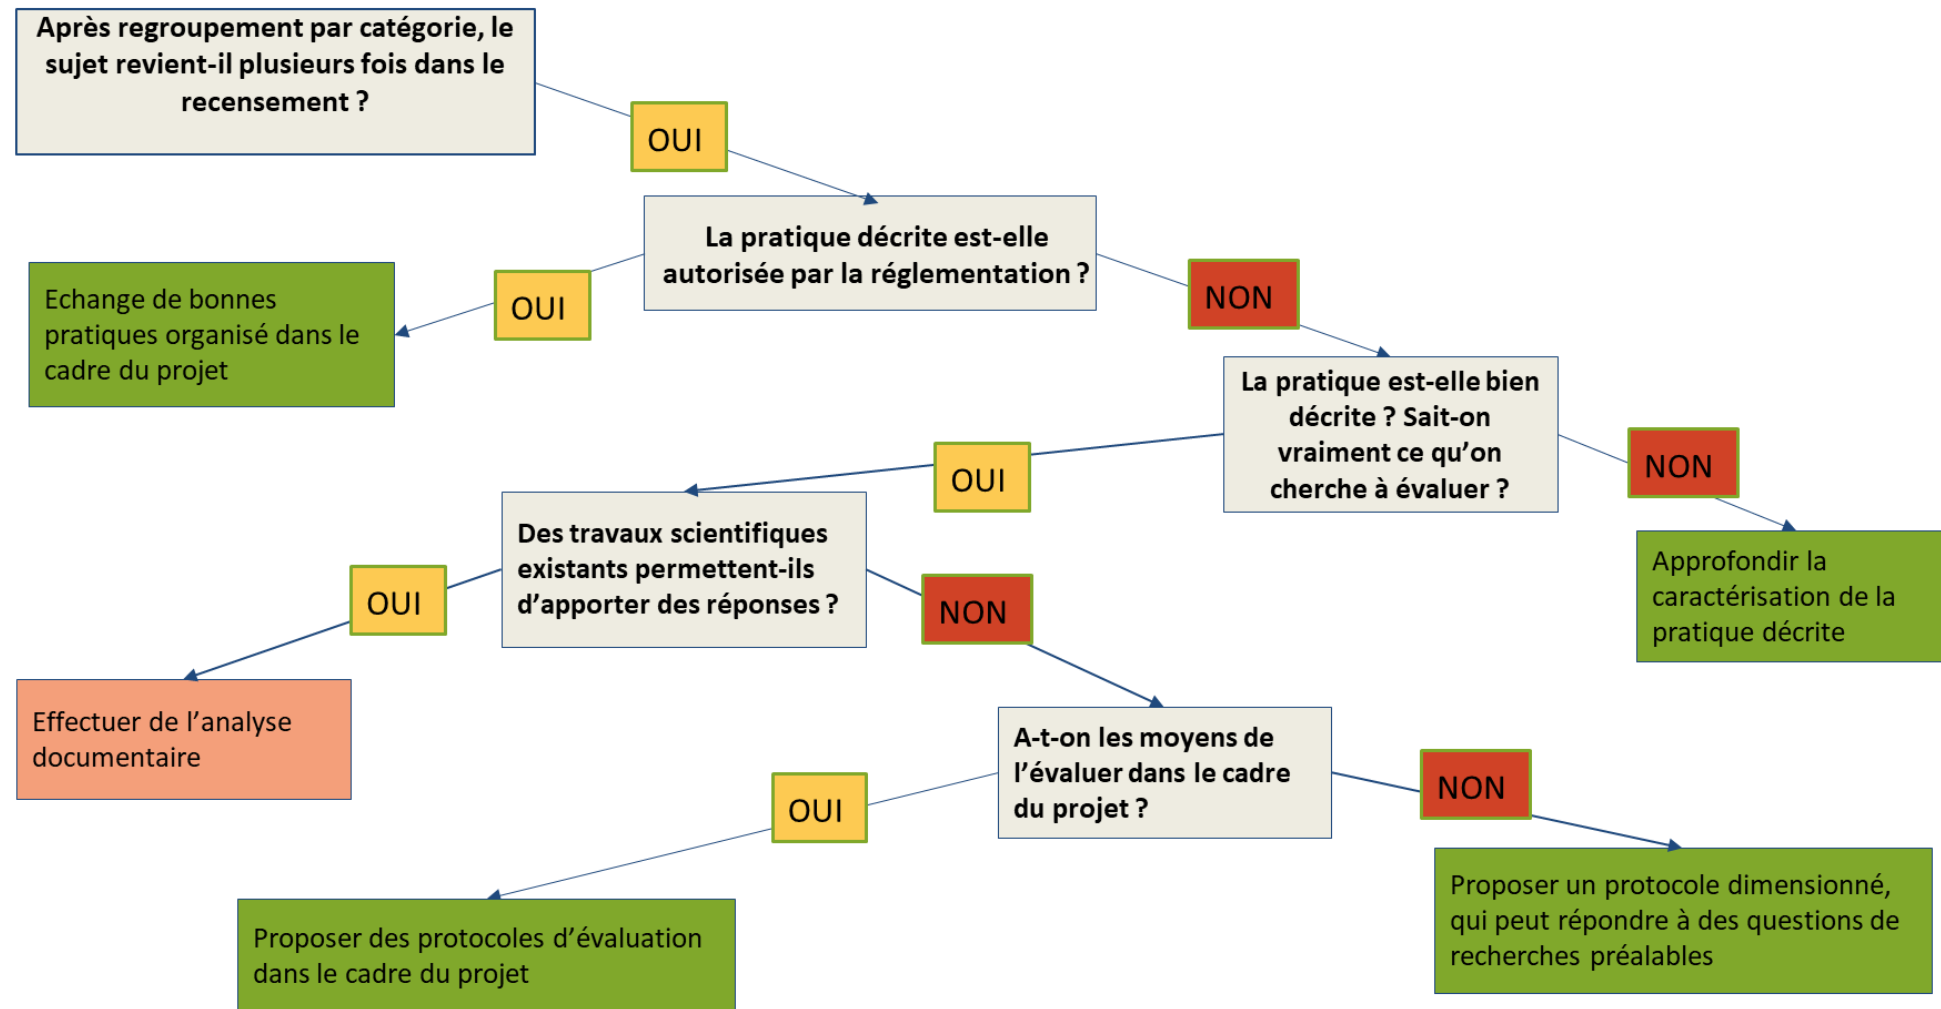 Après regroupement par catégorie, le
sujet revient-il plusieurs fois dans le
recensement ?
OUI
La pratique décrite est-elle
autorisée par la réglementation ?
OUI
NON
Echange de bonnes
pratiques organisé dans le
cadre du projet
La pratique est-elle bien
décrite ? Sait-on
vraiment ce qu’on
cherche à évaluer ?
OUI
NON
Des travaux scientifiques
existants permettent-ils
d’apporter des réponses ?
Approfondir la
caractérisation de la
pratique décrite
OUI
NON
Effectuer de l’analyse
documentaire
A-t-on les moyens de
l’évaluer dans le cadre
du projet ?
OUI
NON
Proposer des protocoles d’évaluation
dans le cadre du projet
Proposer un protocole dimensionné,
qui peut répondre à des questions de
recherches préalables